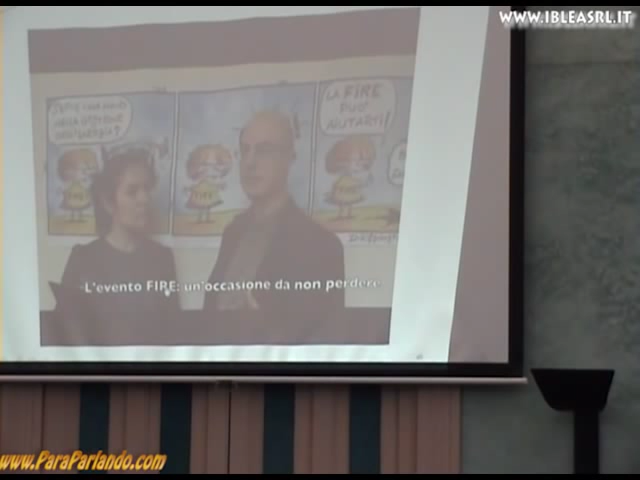 WWW.IBLEASRL.IT
LA FIRE
PUO'
AIUTARTI!
L'evento FIRE: un'occasione da non perdere
www.ParaParlando.com